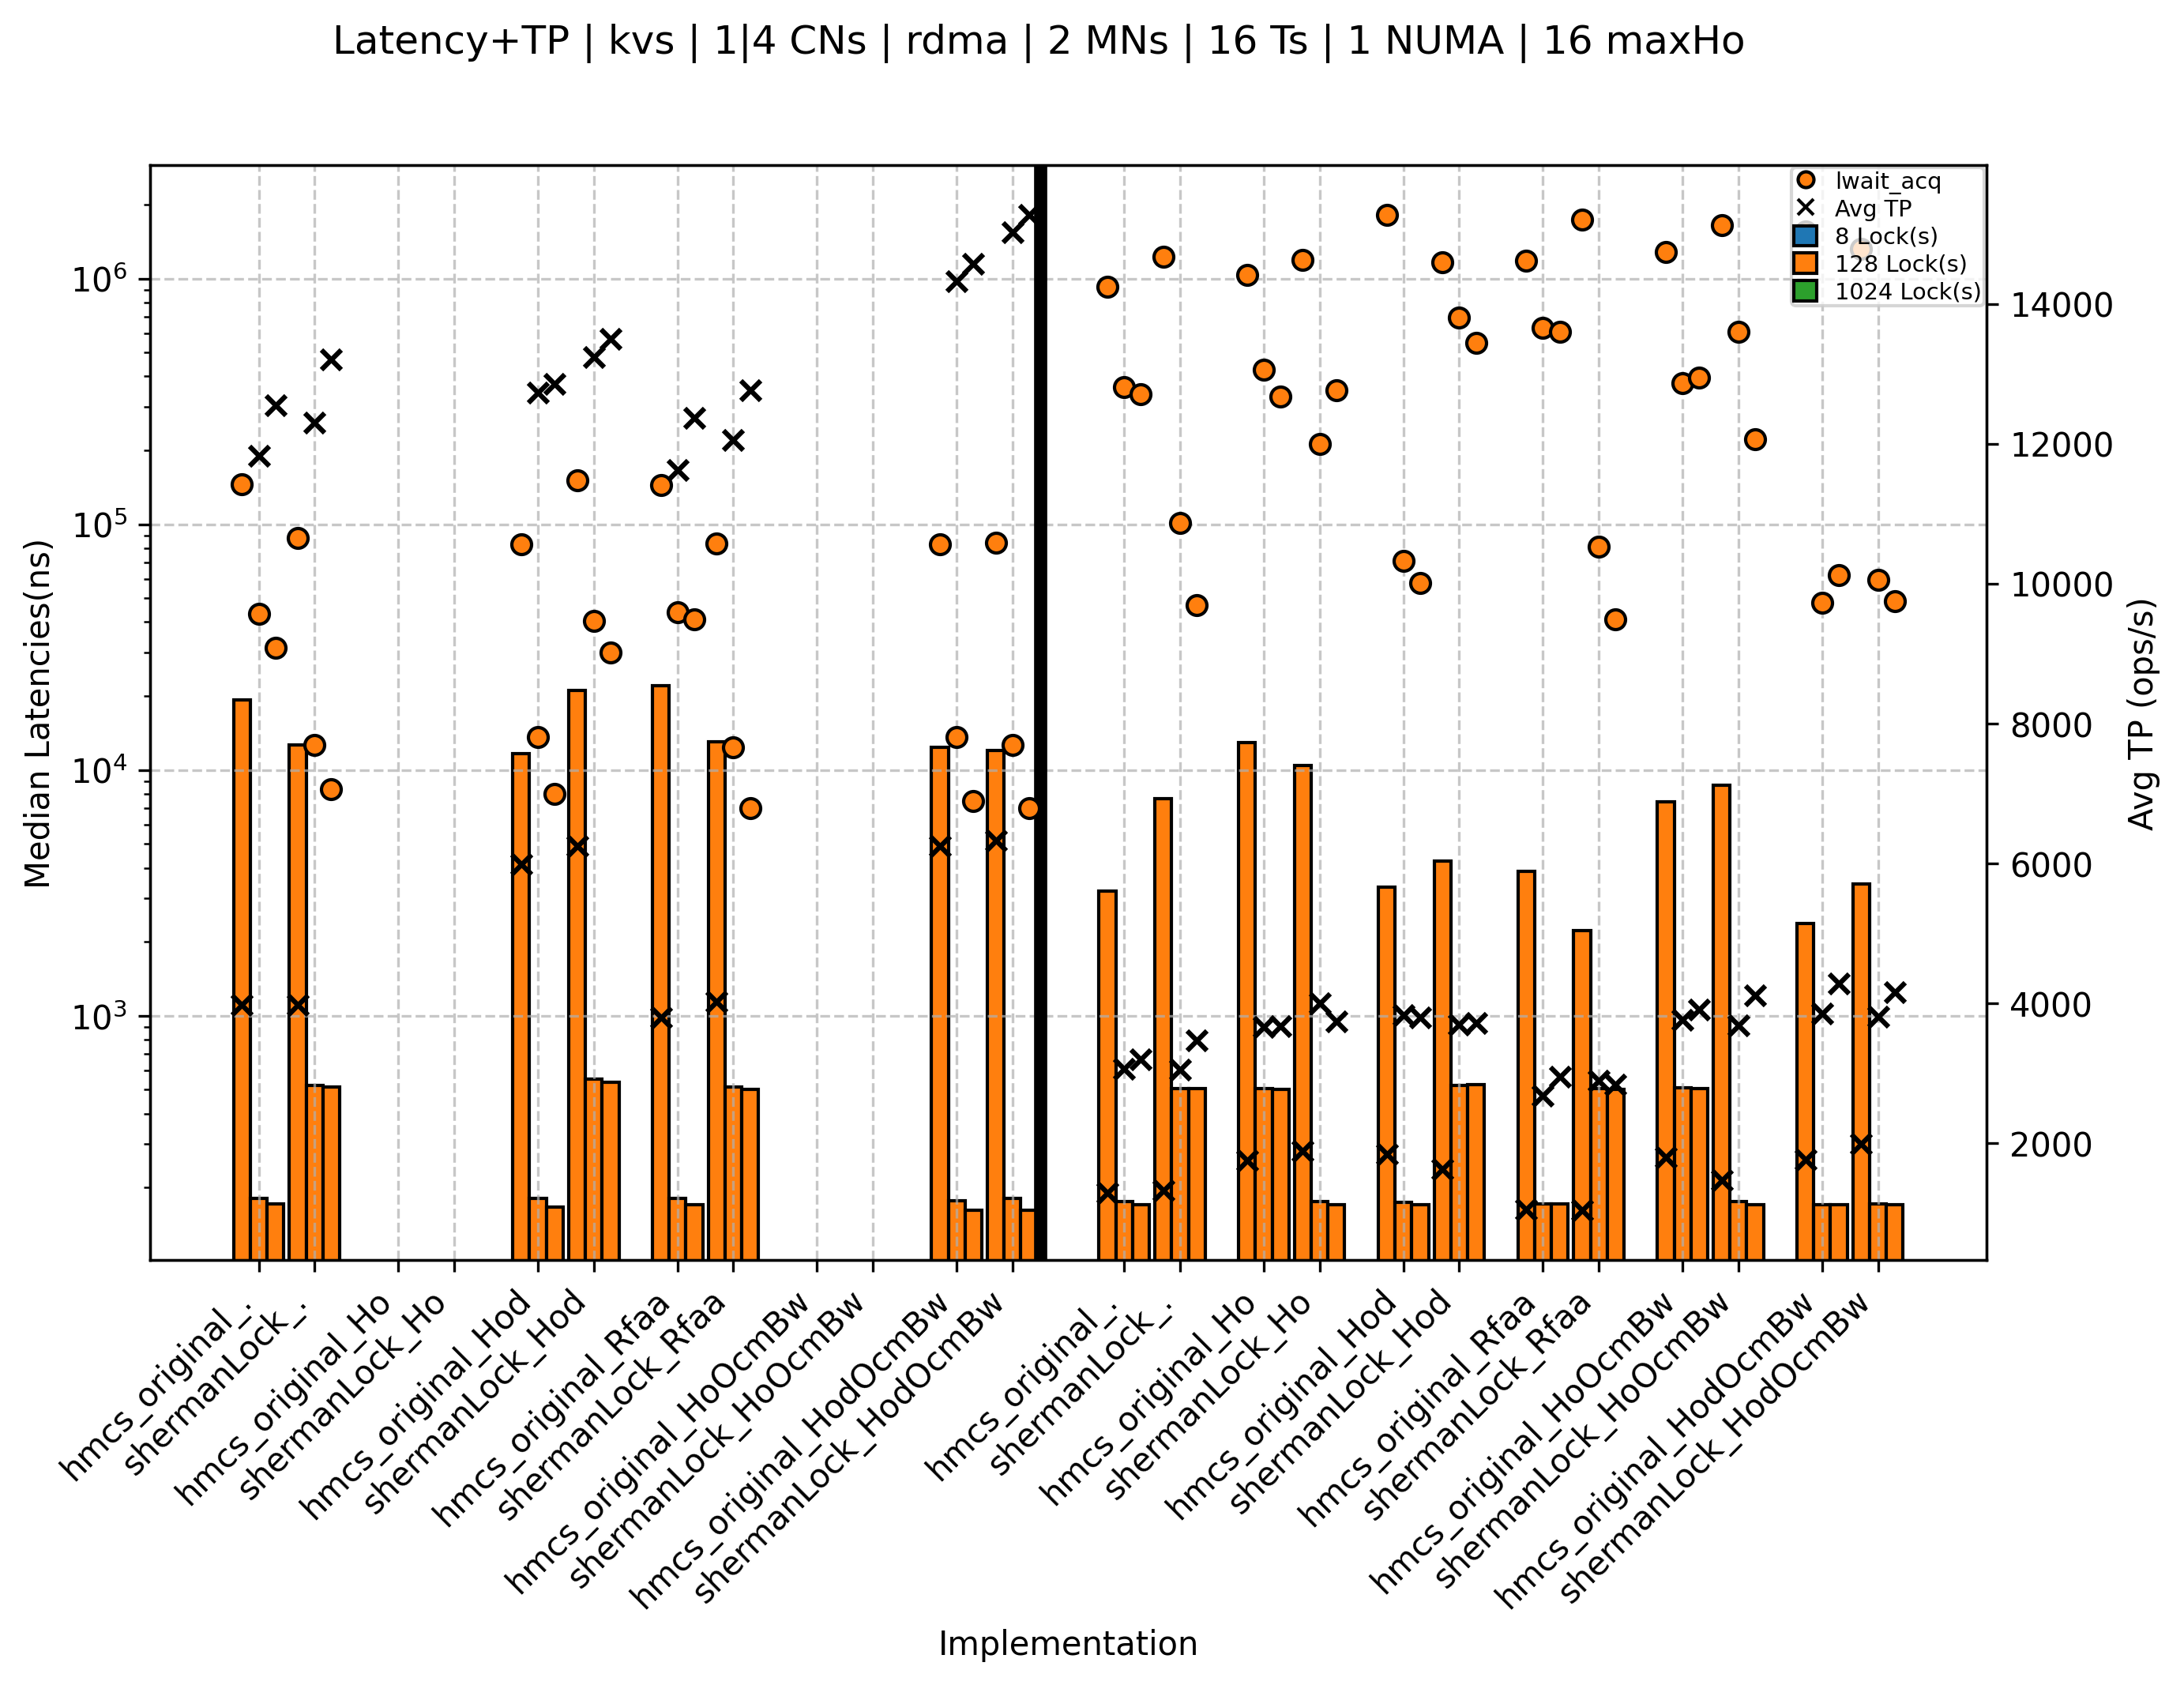 Latency+TP | kvs | 1|4 CNs | rdma | 2 MNs | 16 Ts | 1 NUMA | 16 maxHo
lwait_acq
Avg TP
8 Lock(s)
128 Lock(s)
1024 Lock(s)
Median Latencies(ns)
10^6
10^5
10^4
10^3
14000
12000
10000
8000
6000
4000
2000
Avg TP (ops/s)
hmcs_original_.
shermanLock_.
hmcs_original_Ho
shermanLock_Ho
hmcs_original_Hod
shermanLock_Hod
hmcs_original_Rfaa
shermanLock_Rfaa
hmcs_original_HoOcmBw
shermanLock_HoOcmBw
hmcs_original_HodOcmBw
shermanLock_HodOcmBw
hmcs_original_.
shermanLock_.
hmcs_original_Ho
shermanLock_Ho
hmcs_original_Hod
shermanLock_Hod
hmcs_original_Rfaa
shermanLock_Rfaa
hmcs_original_HoOcmBw
shermanLock_HoOcmBw
hmcs_original_HodOcmBw
shermanLock_HodOcmBw
Implementation